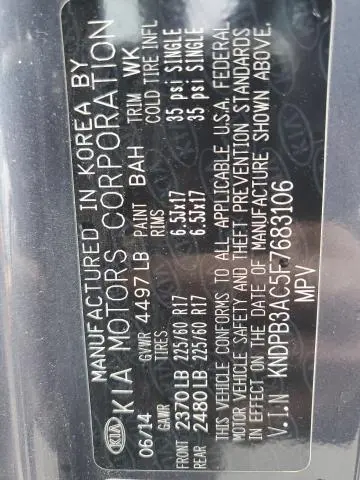 MANUFACTURED IN KOREA BY
KIA KIA MOTORS CORPORATION
06/14 GVWR 4497LB PAINT BAH TRIM WK
GAWR TIRES: RIMS COLD TIRE INFL
FRONT 2370LB 225/60 R17 6.5JX17 35 psi SINGLE
REAR 2480LB 225/60 R17 6.5JX17 35 psi SINGLE
THIS VEHICLE CONFORMS TO ALL APPLICABLE U.S.A. FEDERAL
MOTOR VEHICLE SAFETY AND THEFT PREVENTION STANDARDS
IN EFFECT ON THE DATE OF MANUFACTURE SHOWN ABOVE.
V.I.N KNDPB3AC5F7683106
MPV